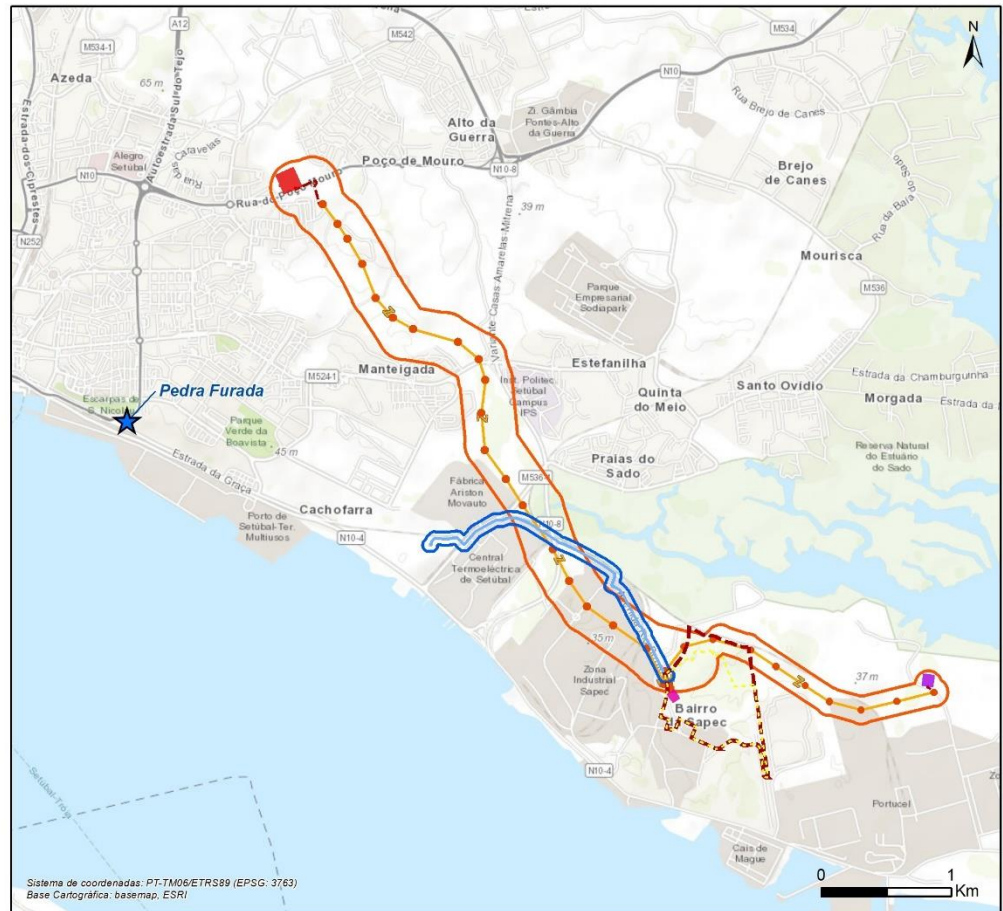 A12
M542
M534
N
M534-1
Azeda
N10
65 m
Alto da
Guerra
Zi. Gâmbia
Pontes-Alto
da Guerra
Rua Brejo de Canes
Estrada dos Ciprestes
Autoestrada Sul do Tejo
Alegro
Setúbal
Caravelas
Rua das
Poço de Mouro
N10-8
Brejo
de Canes
N10
Rua do Poço Mouro
39 m
Rua da Baía do Sado
N252
Variante Casas Amarelas-Mitrena
Mourisca
M536
Parque
Empresarial
Sodiapark
Manteigada
M524-1
Estefanilha
Inst. Politec.
Setúbal
Campus
IPS
Santo Ovídio
Estrada da Chamburguinha
Quinta
do Meio
Morgada
Pedra Furada
Escarpas de
S. Nicolau
Parque
Verde da
Boavista
45 m
Reserva Natural
do Estuário
do Sado
Praias do
Sado
Estrada da Graça
Fábrica
Ariston
Movauto
M536-1
Cachofarra
Porto de
Setúbal-Ter.
Multiusos
N10-4
N10-8
Central
Termoeléctrica
de Setúbal
35 m
Zona
Industrial
Sapec
37 m
Bairro
da Sapec
N10-4
Setúbal-Tróia
Portucel
Cais de
Mague
Sistema de coordenadas: PT-TM06/ETRS89 (EPSG: 3763)
Base Cartográfica: basemap, ESRI
0 1
Km